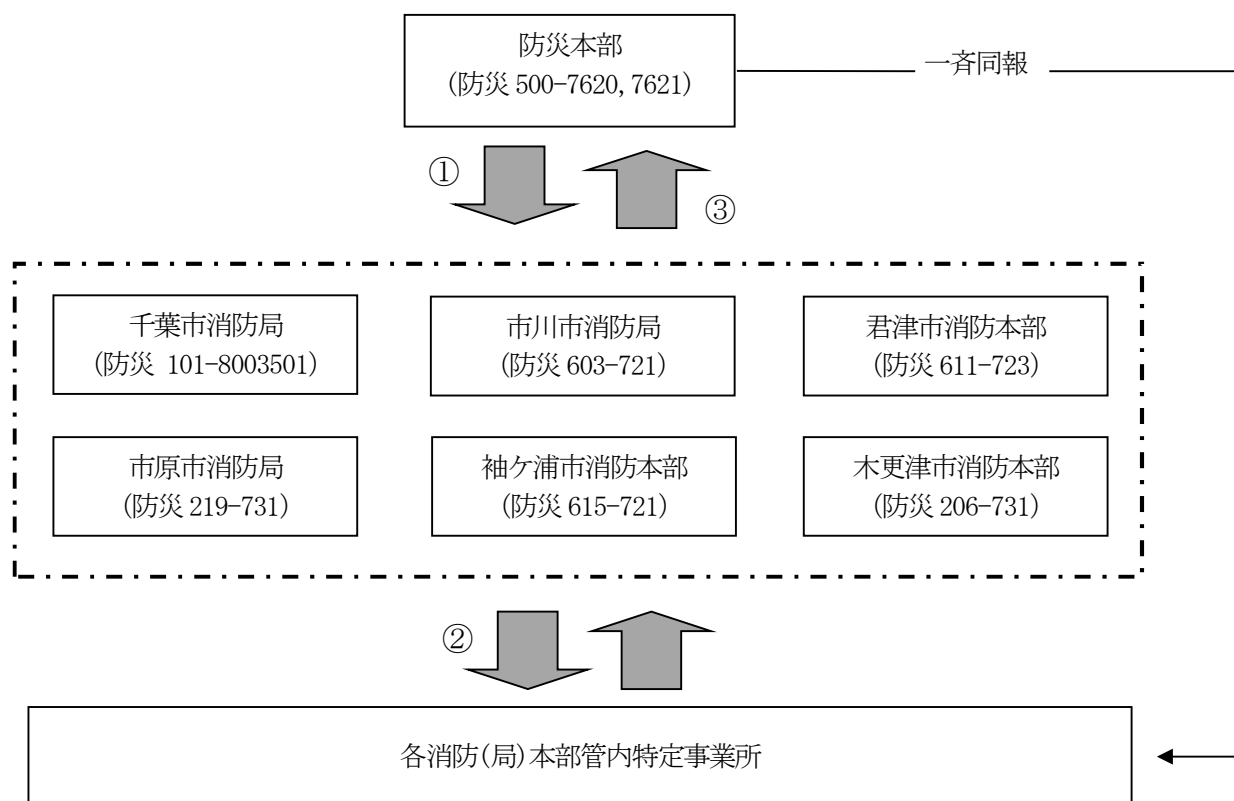 防災本部
(防災 500-7620, 7621)
一斉同報
①
③
千葉市消防局
(防災 101-8003501)
市川市消防局
(防災 603-721)
君津市消防本部
(防災 611-723)
市原市消防局
(防災 219-731)
袖ケ浦市消防本部
(防災 615-721)
木更津市消防本部
(防災 206-731)
②
各消防(局)本部管内特定事業所